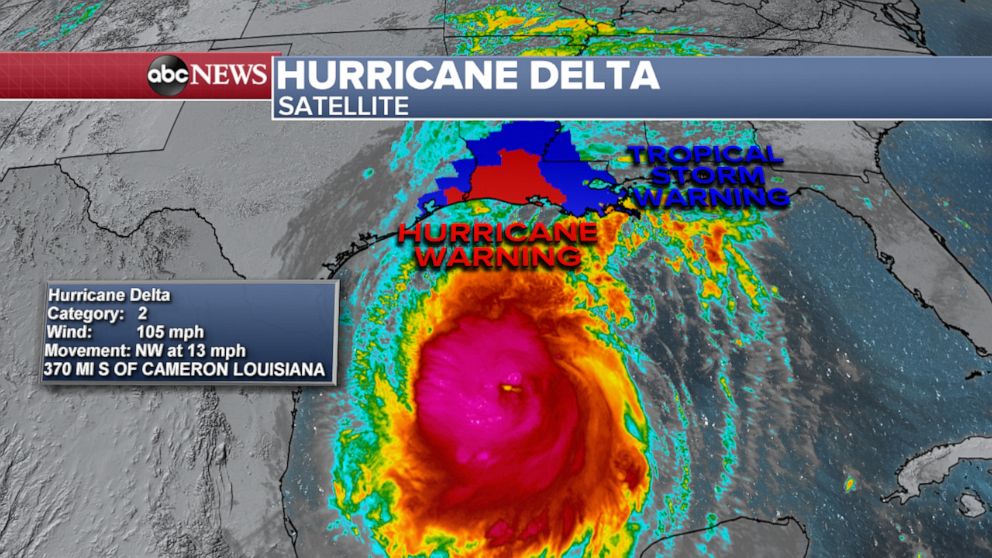 abc NEWS
HURRICANE DELTA
SATELLITE
TROPICAL
STORM
WARNING
HURRICANE
WARNING
Hurricane Delta
Category: 2
Wind: 105 mph
Movement: NW at 13 mph
370 MI S OF CAMERON LOUISIANA